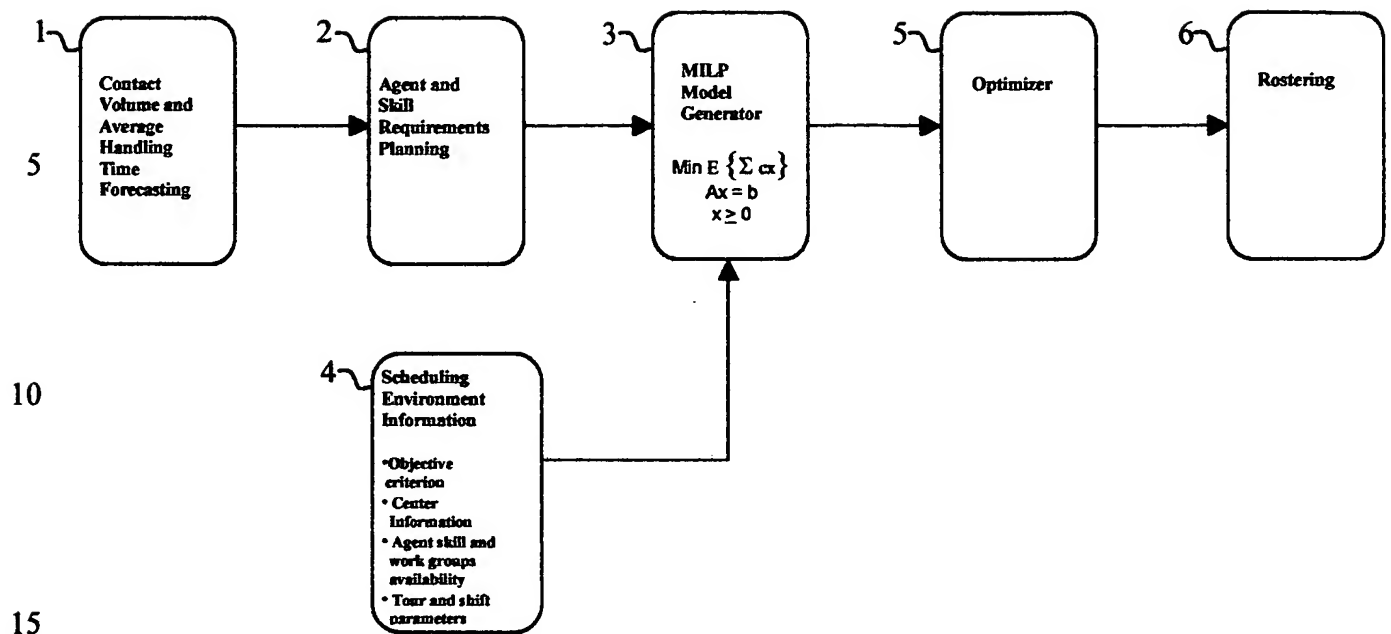 1
Contact
Volume and
Average
Handling
Time
Forecasting
2
Agent and
Skill
Requirements
Planning
3
MILP
Model
Generator
Min E { Σ cx }
Ax = b
x ≥ 0
5
Optimizer
6
Rostering
5
10
15
4
Scheduling
Environment
Information
•Objective
criterion
• Center
Information
• Agent skill and
work groups
availability
• Tour and shift
parameters